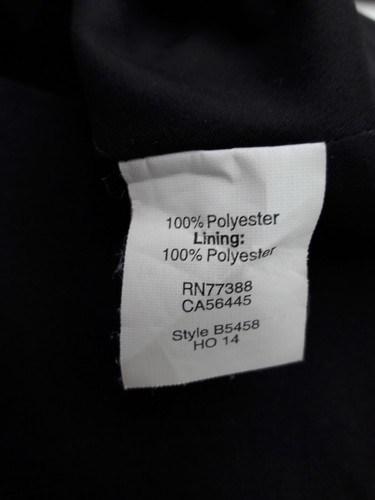 100% Polyester
Lining:
100% Polyester
RN77388
CA56445
Style B5458
HO 14